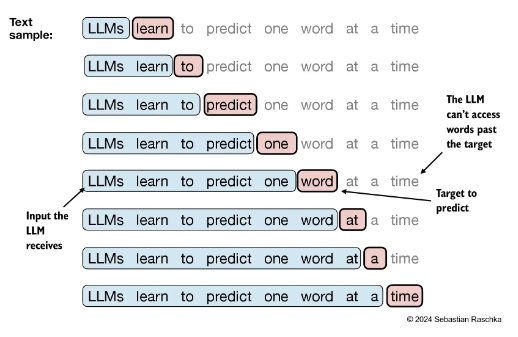 Text
sample:
LLMs learn to predict one word at a time
LLMs learn to predict one word at a time
LLMs learn to predict one word at a time
The LLM
can't access
words past
the target
LLMs learn to predict one word at a time
LLMs learn to predict one word at a time
Target to
predict
Input the
LLM
receives
LLMs learn to predict one word at a time
LLMs learn to predict one word at a time
LLMs learn to predict one word at a time
© 2024 Sebastian Raschka